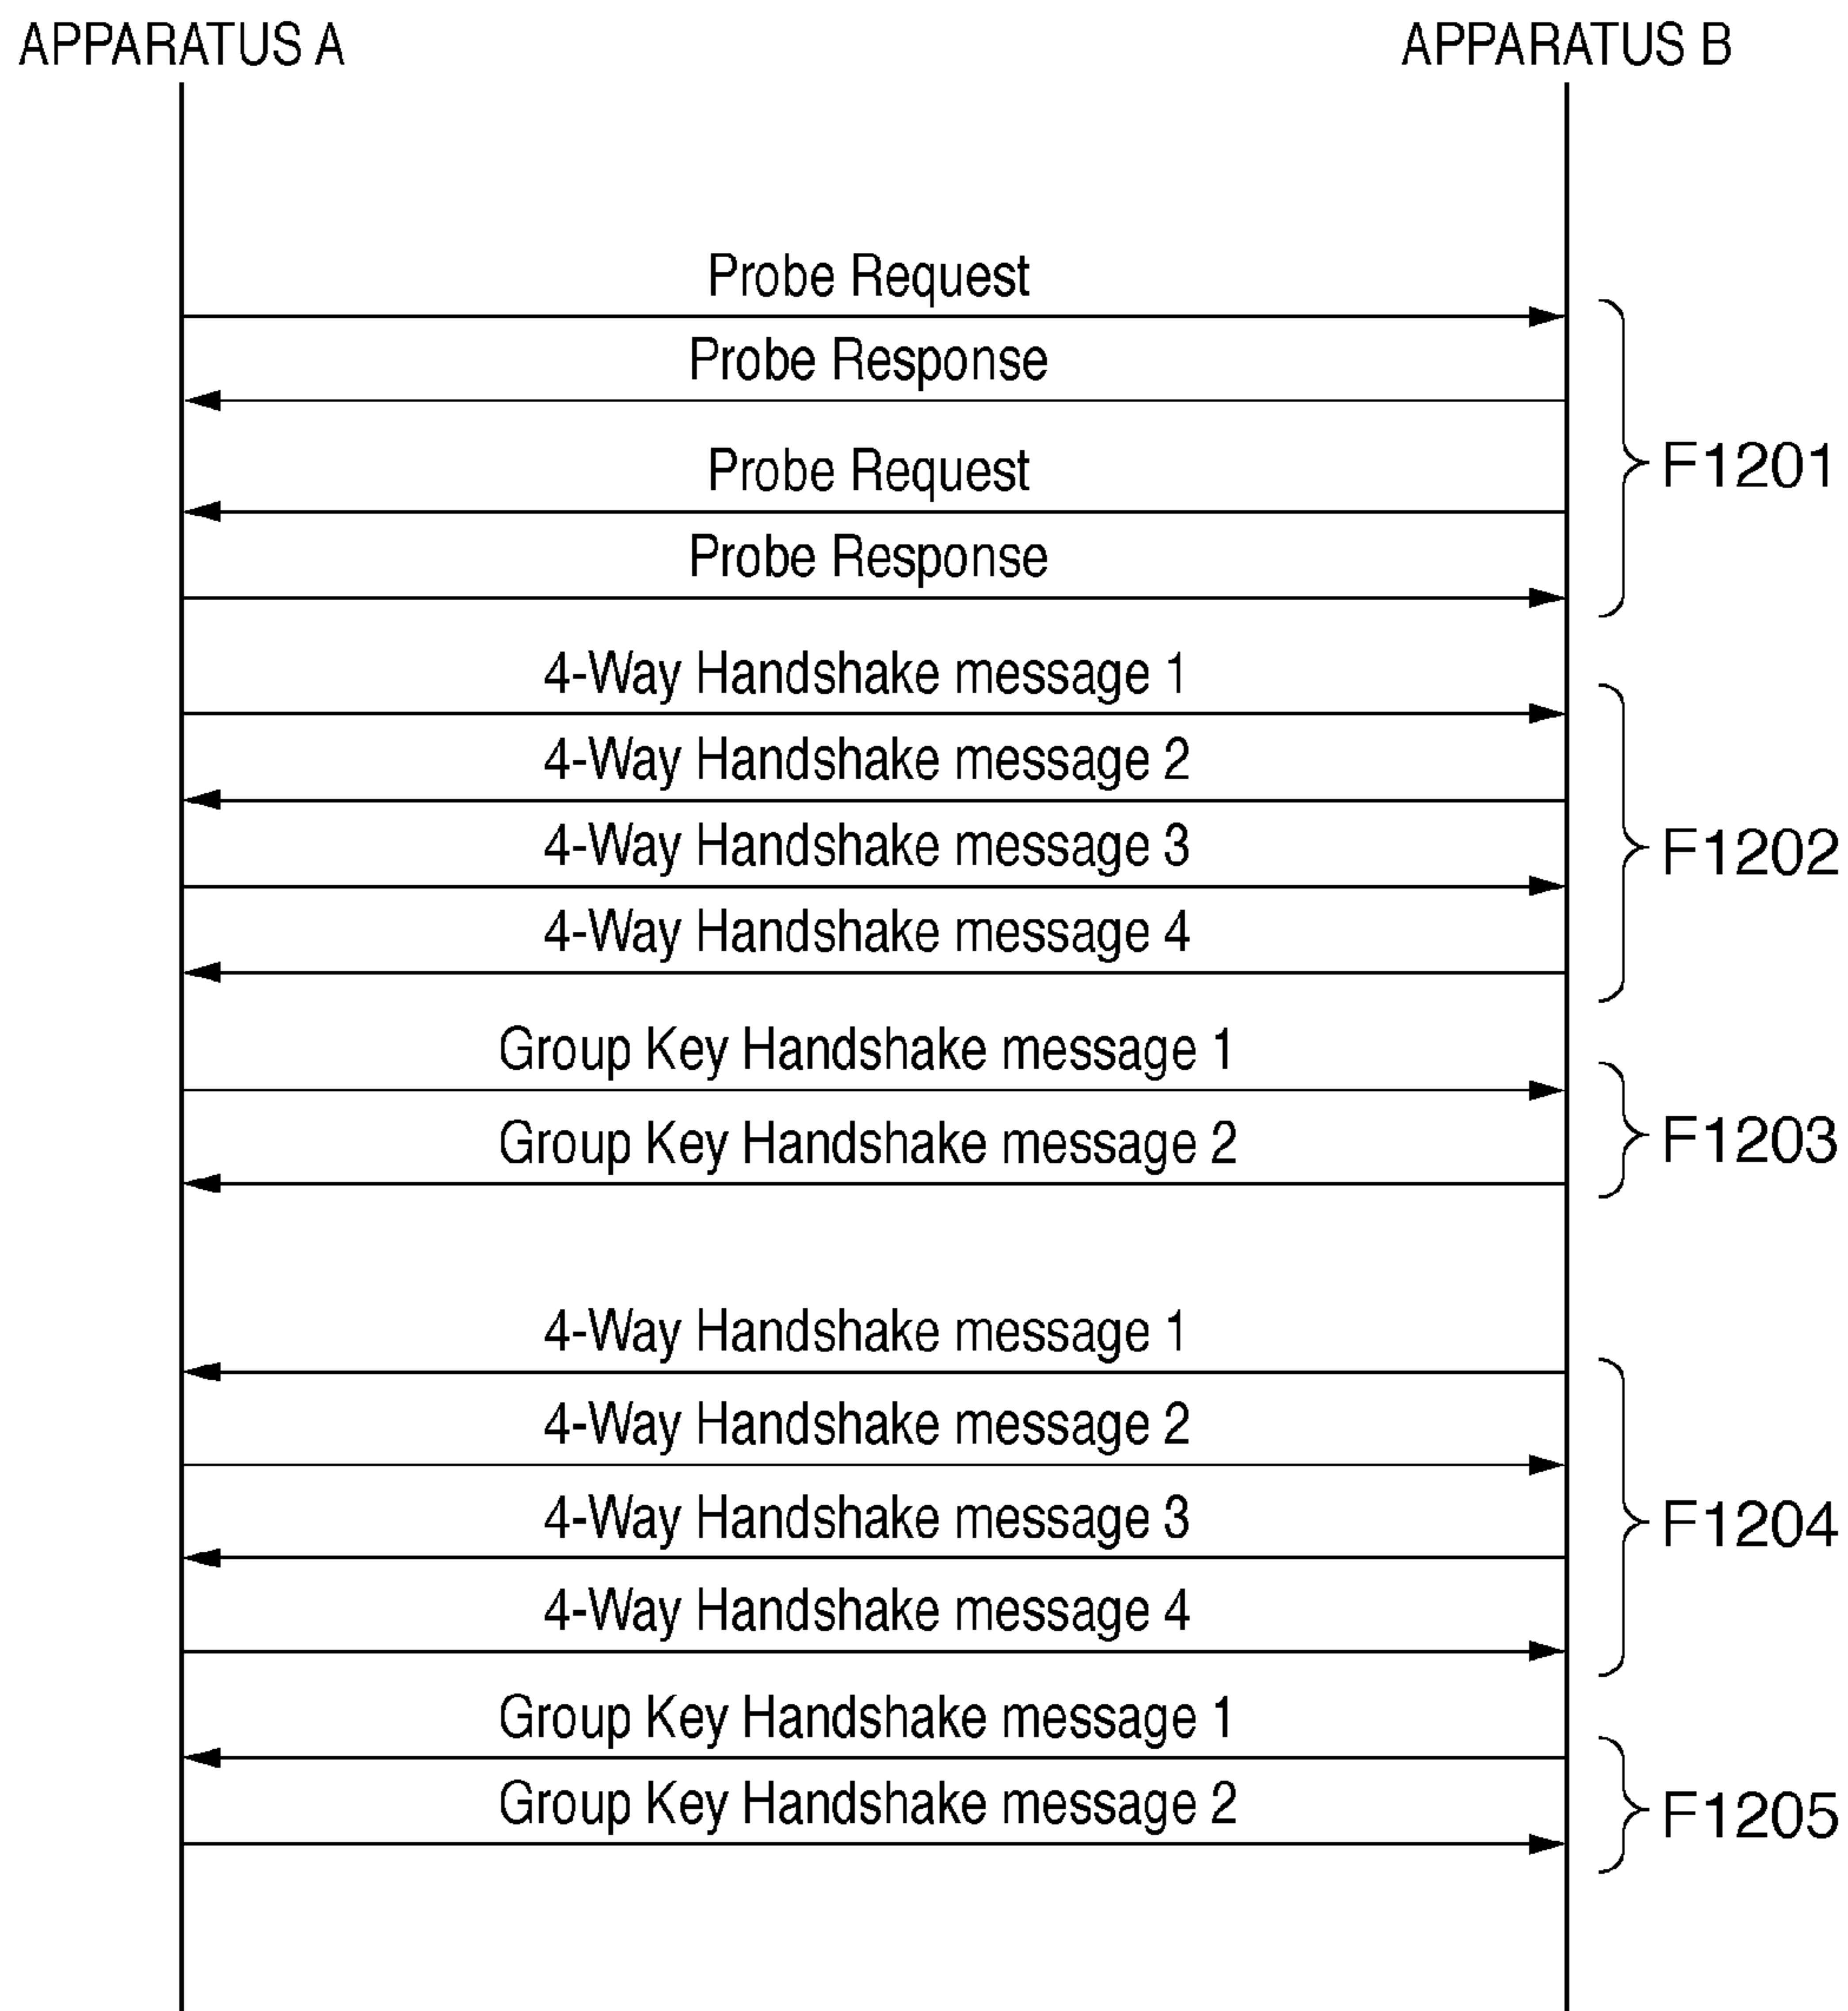 APPARATUS A
APPARATUS B
Probe Request
Probe Response
F1201
Probe Request
Probe Response
4-Way Handshake message 1
4-Way Handshake message 2
4-Way Handshake message 3
F1202
4-Way Handshake message 4
Group Key Handshake message 1
Group Key Handshake message 2
F1203
4-Way Handshake message 1
4-Way Handshake message 2
4-Way Handshake message 3
F1204
4-Way Handshake message 4
Group Key Handshake message 1
Group Key Handshake message 2
F1205